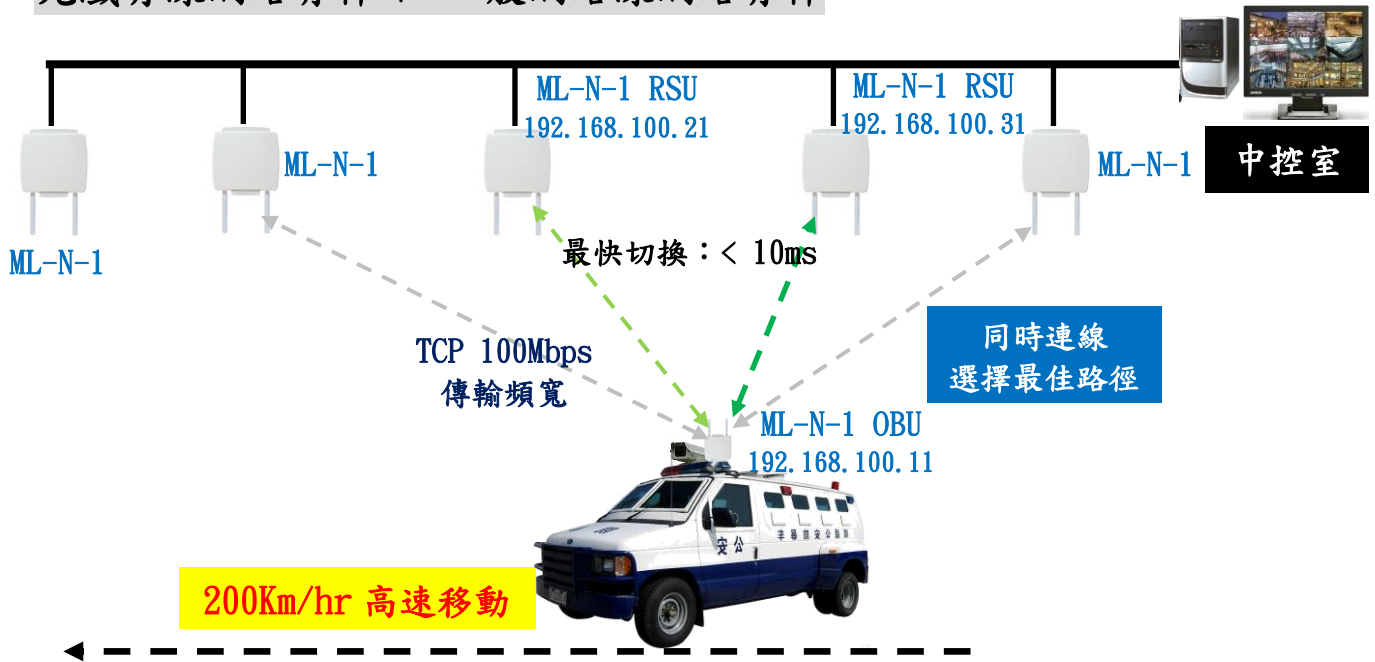 ML-N-1 RSU
192.168.100.21
ML-N-1 RSU
192.168.100.31
ML-N-1
ML-N-1
中控室
ML-N-1
最快切換：< 10ms
TCP 100Mbps
傳輸頻寬
同時連線
選擇最佳路徑
ML-N-1 OBU
192.168.100.11
安公
200Km/hr 高速移動